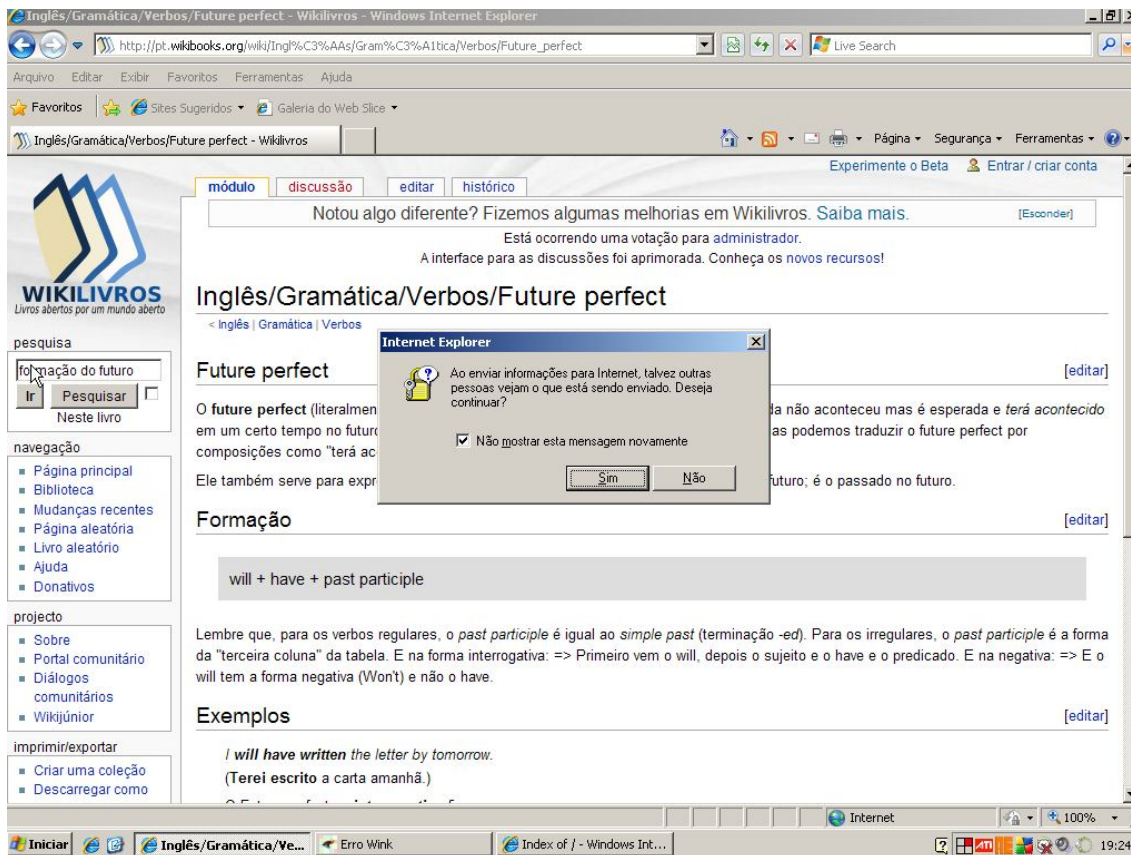 Inglês/Gramática/Verbos/Future perfect - Wikilivros - Windows Internet Explorer
http://pt.wikibooks.org/wiki/Ingl%C3%AAs/Gram%C3%A1tica/Verbos/Future_perfect
Live Search
Arquivo Editar Exibir Favoritos Ferramentas Ajuda
Favoritos Sites Sugeridos Galeria do Web Slice
Inglês/Gramática/Verbos/Future perfect - Wikilivros
Página Segurança Ferramentas
Experimente o Beta Entrar / criar conta
módulo discussão editar histórico
Notou algo diferente? Fizemos algumas melhorias em Wikilivros. Saiba mais. [Esconder]
Está ocorrendo uma votação para administrador.
A interface para as discussões foi aprimorada. Conheça os novos recursos!
WIKILIVROS
Livros abertos por um mundo aberto
Inglês/Gramática/Verbos/Future perfect
< Inglês | Gramática | Verbos
pesquisa
formação do futuro
Ir Pesquisar
Neste livro
navegação
Página principal
Biblioteca
Mudanças recentes
Página aleatória
Livro aleatório
Ajuda
Donativos
projecto
Sobre
Portal comunitário
Diálogos
comunitários
Wikijúnior
imprimir/exportar
Criar uma coleção
Descarregar como
Internet Explorer
Ao enviar informações para Internet, talvez outras
pessoas vejam o que está sendo enviado. Deseja
continuar?
Não mostrar esta mensagem novamente
Sim Não
Future perfect [editar]
O future perfect (literalmen da não aconteceu mas é esperada e terá acontecido
em um certo tempo no futuro as podemos traduzir o future perfect por
composições como "terá ac
Ele também serve para expr futuro; é o passado no futuro.
Formação [editar]
will + have + past participle
Lembre que, para os verbos regulares, o past participle é igual ao simple past (terminação -ed). Para os irregulares, o past participle é a forma
da "terceira coluna" da tabela. E na forma interrogativa: => Primeiro vem o will, depois o sujeito e o have e o predicado. E na negativa: => E o
will tem a forma negativa (Won't) e não o have.
Exemplos [editar]
I will have written the letter by tomorrow.
(Terei escrito a carta amanhã.)
Internet 100%
Iniciar Inglês/Gramática/Ve... Erro Wink Index of / - Windows Int... 19:24